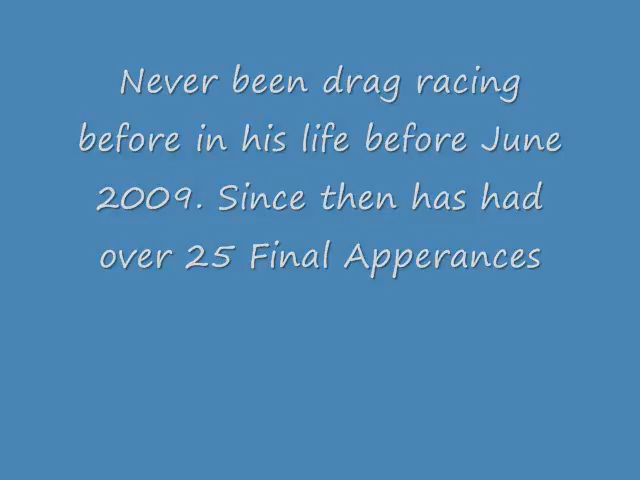 Never been drag racing
before in his life before June
2009. Since then has had
over 25 Final Apperances